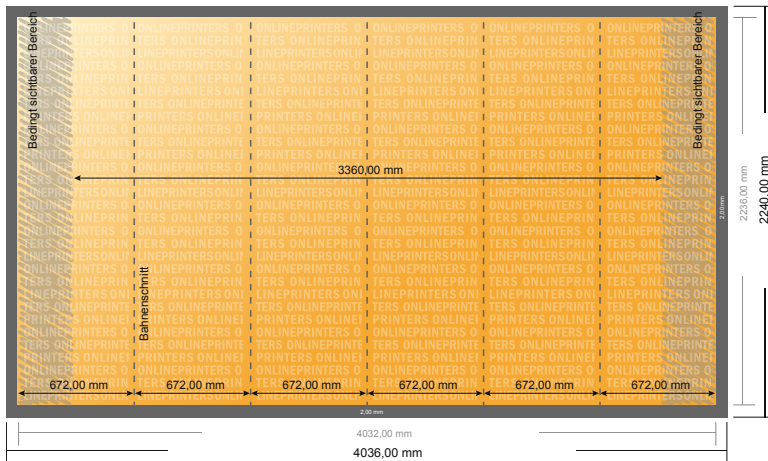 Bedingt sichtbarer Bereich
Bedingt sichtbarer Bereich
3360,00 mm
Bahnenschnitt
672,00 mm 672,00 mm 672,00 mm 672,00 mm 672,00 mm 672,00 mm
2,00 mm
2,00 mm
2236,00 mm
2240,00 mm
4032,00 mm
4036,00 mm